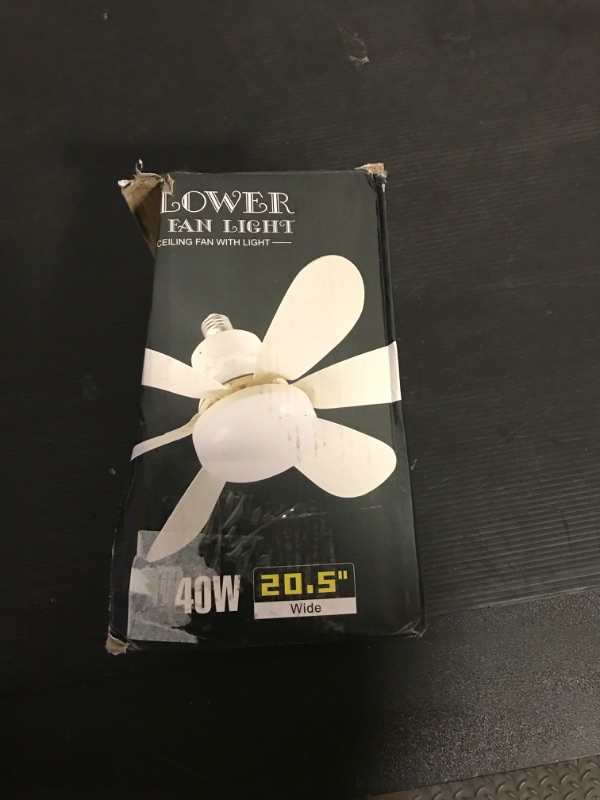 LOWER
FAN LIGHT
CEILING FAN WITH LIGHT
40W
20.5"
Wide